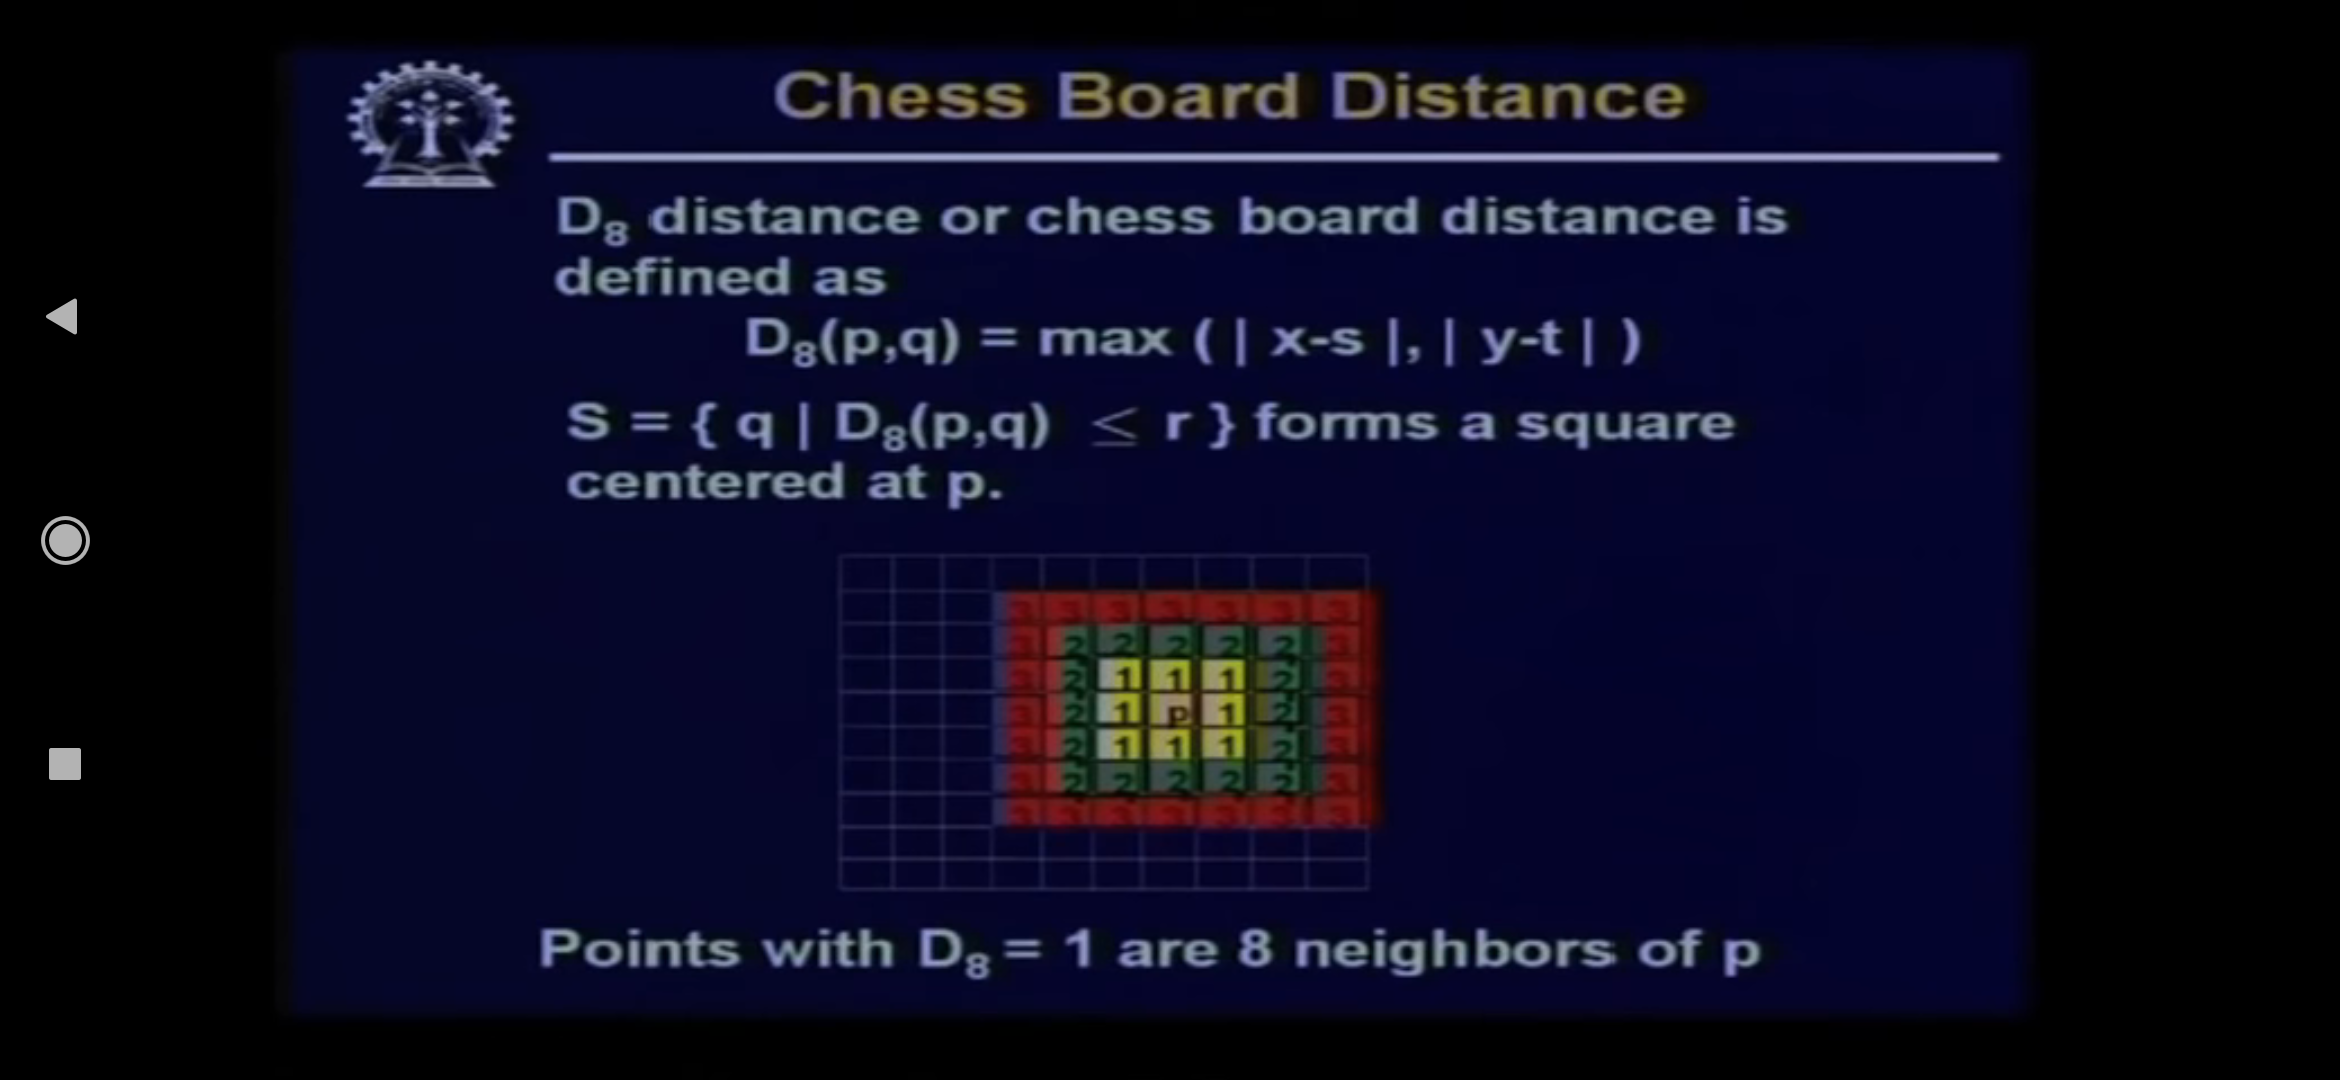 Chess Board Distance
D₈ distance or chess board distance is
defined as
D₈(p,q) = max ( | x-s |, | y-t | )
S = { q | D₈(p,q) ≤ r } forms a square
centered at p.
3 3 3 3 3 3 3
3 2 2 2 2 2 3
3 2 1 1 1 2 3
3 2 1 p 1 2 3
3 2 1 1 1 2 3
3 2 2 2 2 2 3
3 3 3 3 3 3 3
Points with D₈ = 1 are 8 neighbors of p